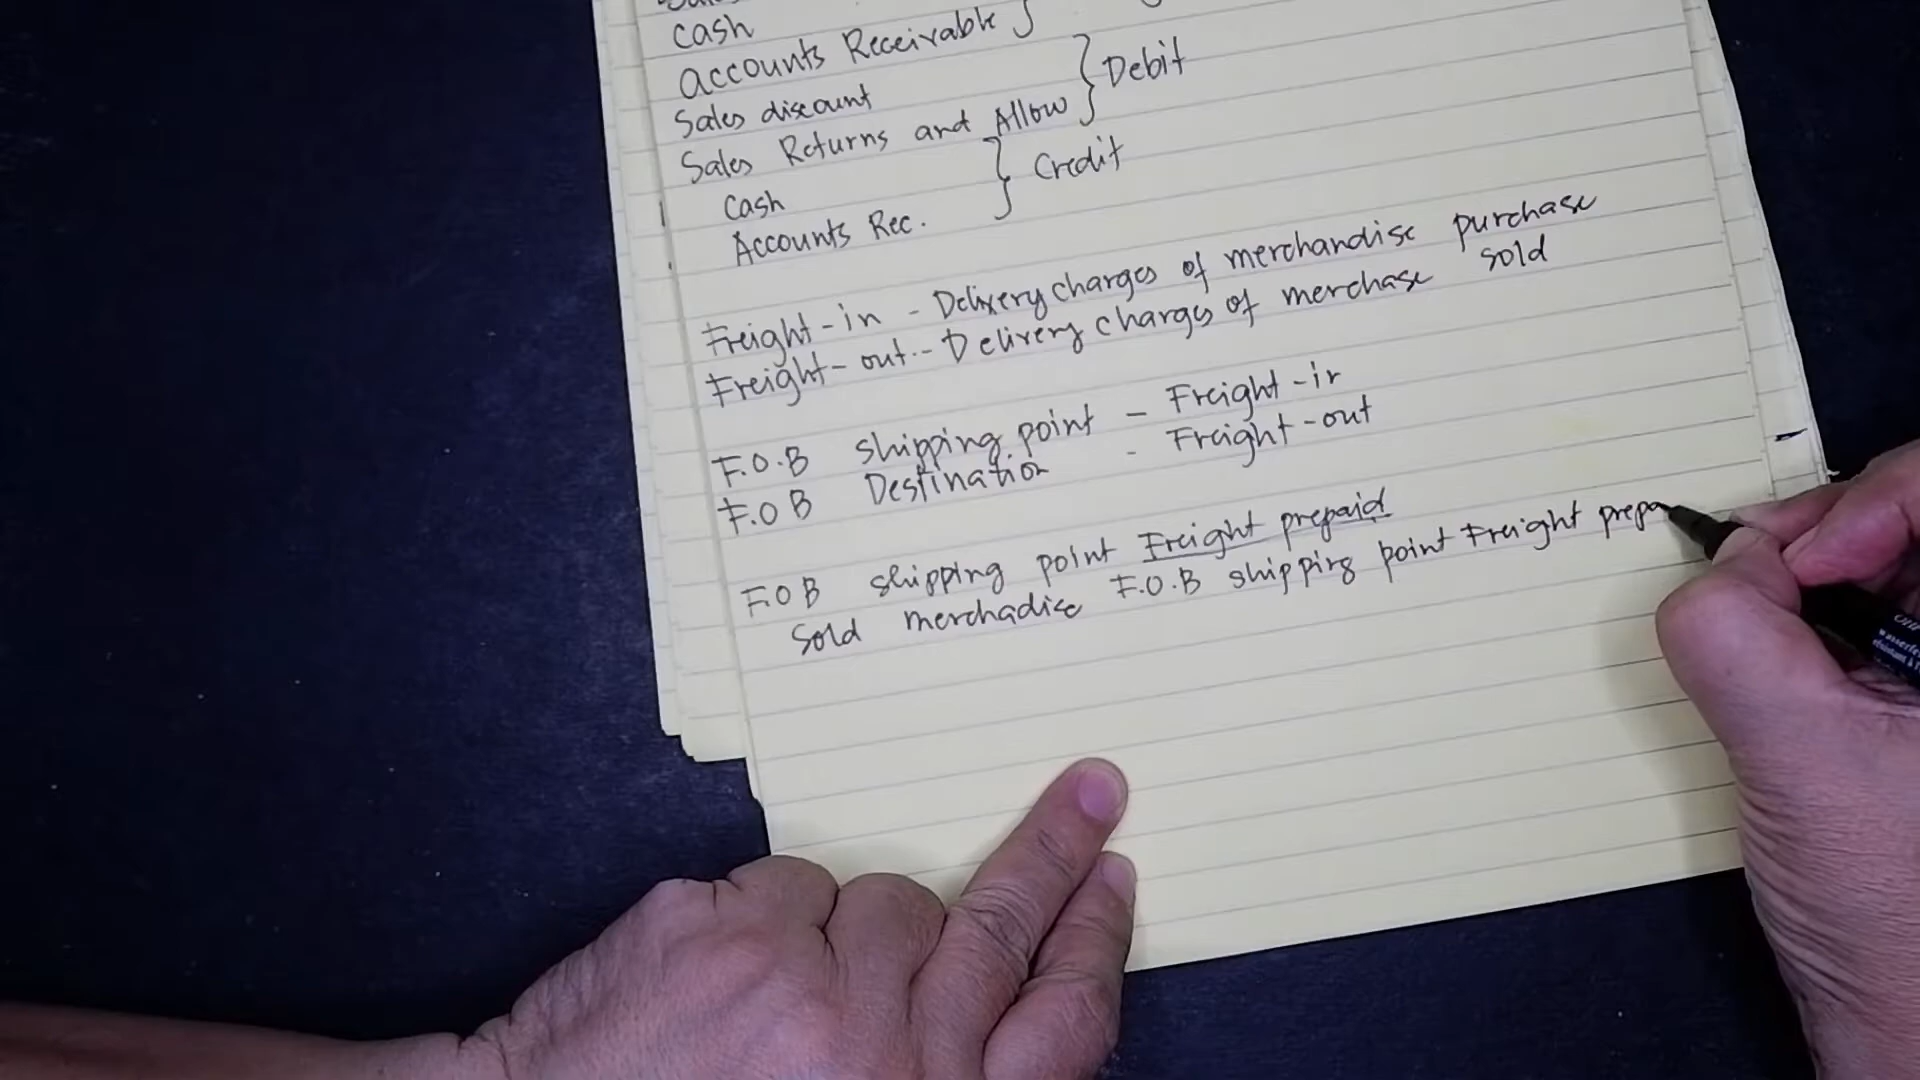 cash
accounts Receivable }
Sales discount
Sales Returns and Allow } Debit
Cash
Accounts Rec. } Credit
Freight-in - Delivery charges of merchandise purchase
Freight-out - Delivery charges of merchase sold
F.O.B shipping point - Freight-in
F.O.B Destination - Freight-out
F.O.B shipping point Freight prepaid
Sold merchadise F.O.B shipping point Freight prepa